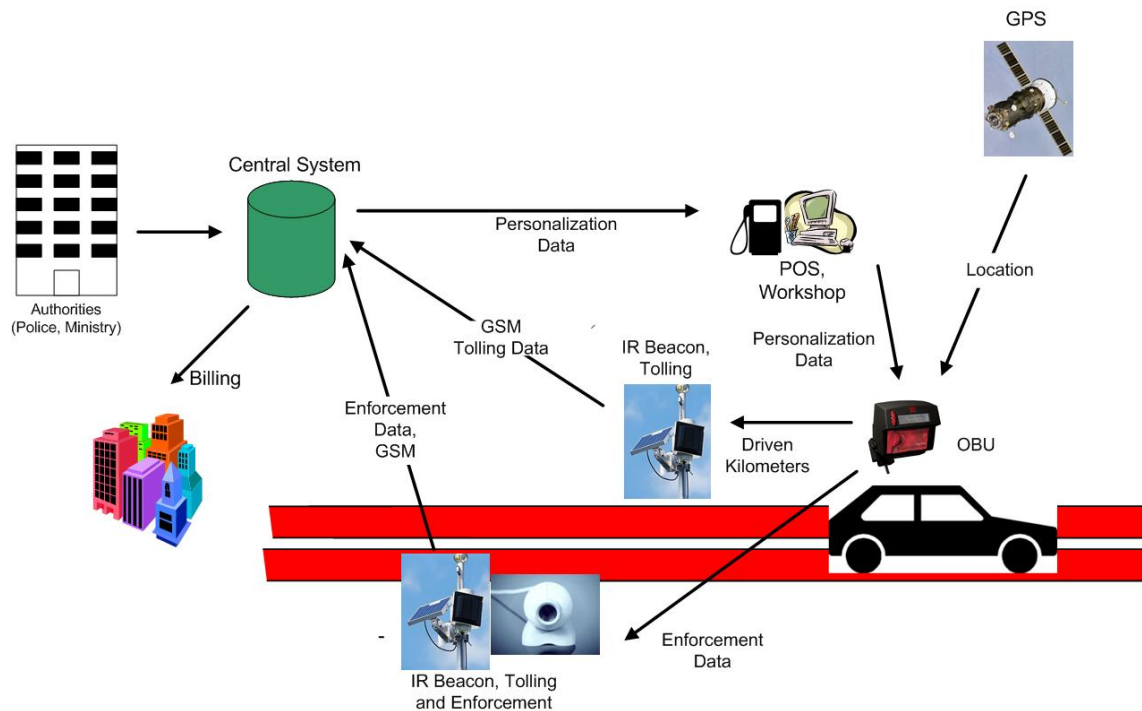 GPS
Central System
Personalization
Data
POS,
Workshop
Location
Authorities
(Police, Ministry)
GSM
Tolling Data
IR Beacon,
Tolling
Personalization
Data
Billing
Enforcement
Data,
GSM
Driven
Kilometers
OBU
Enforcement
Data
IR Beacon, Tolling
and Enforcement